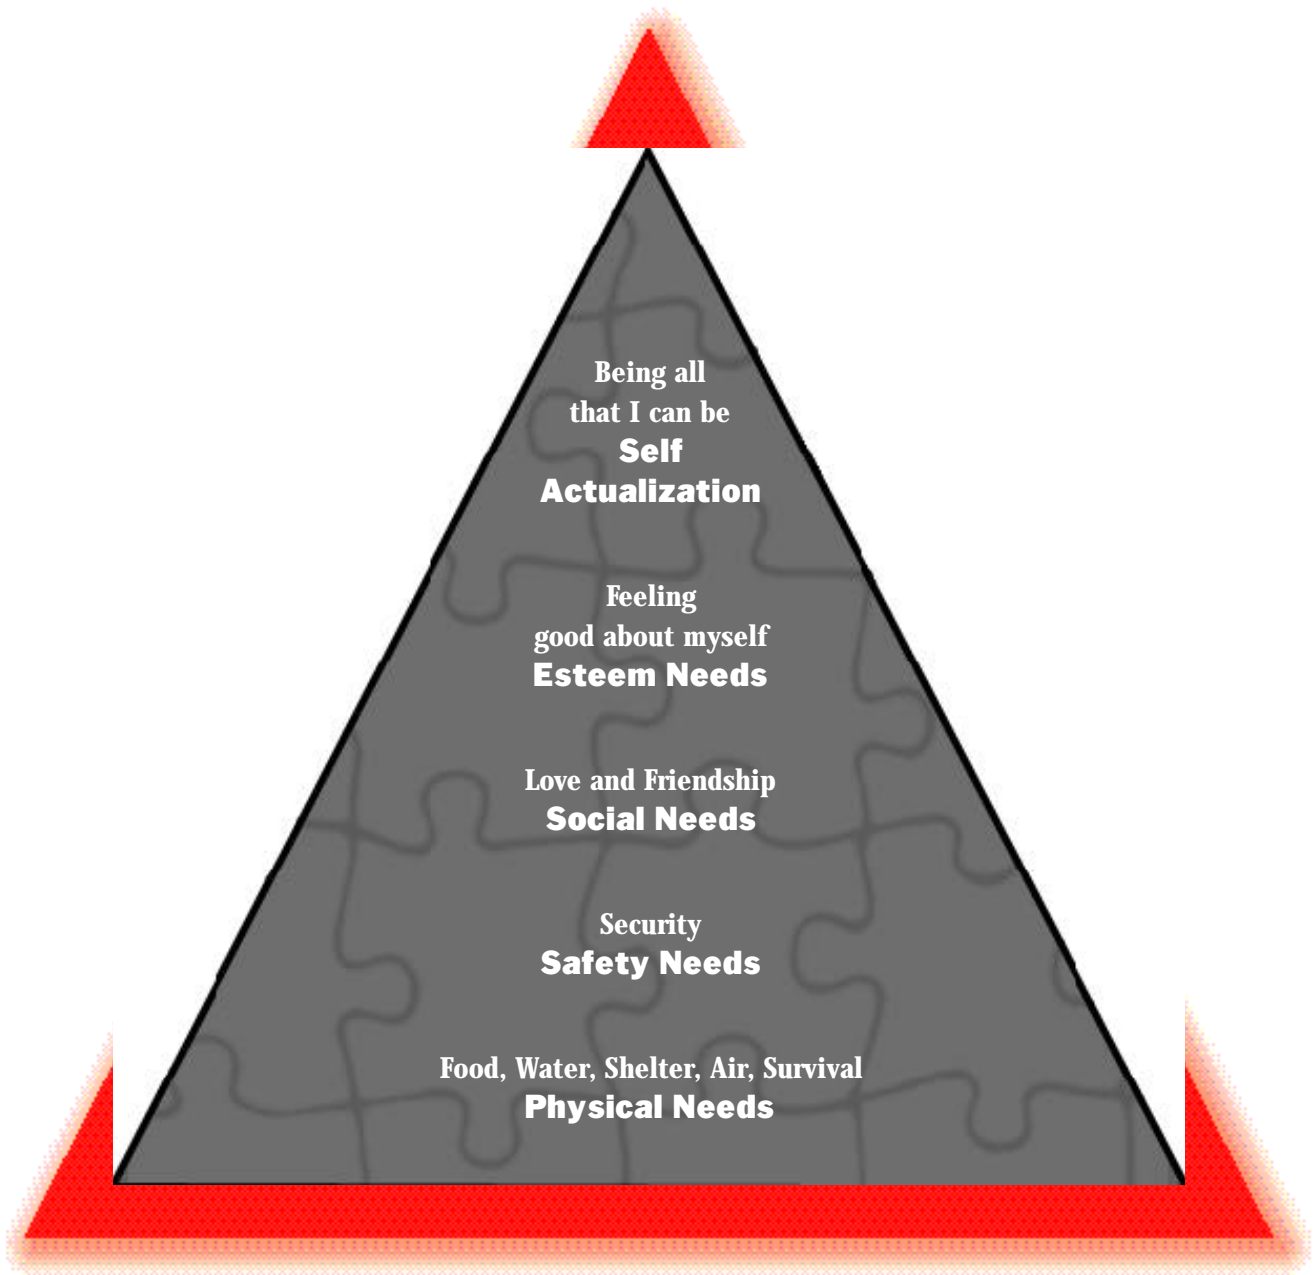 Being all
that I can be
Self
Actualization
Feeling
good about myself
Esteem Needs
Love and Friendship
Social Needs
Security
Safety Needs
Food, Water, Shelter, Air, Survival
Physical Needs